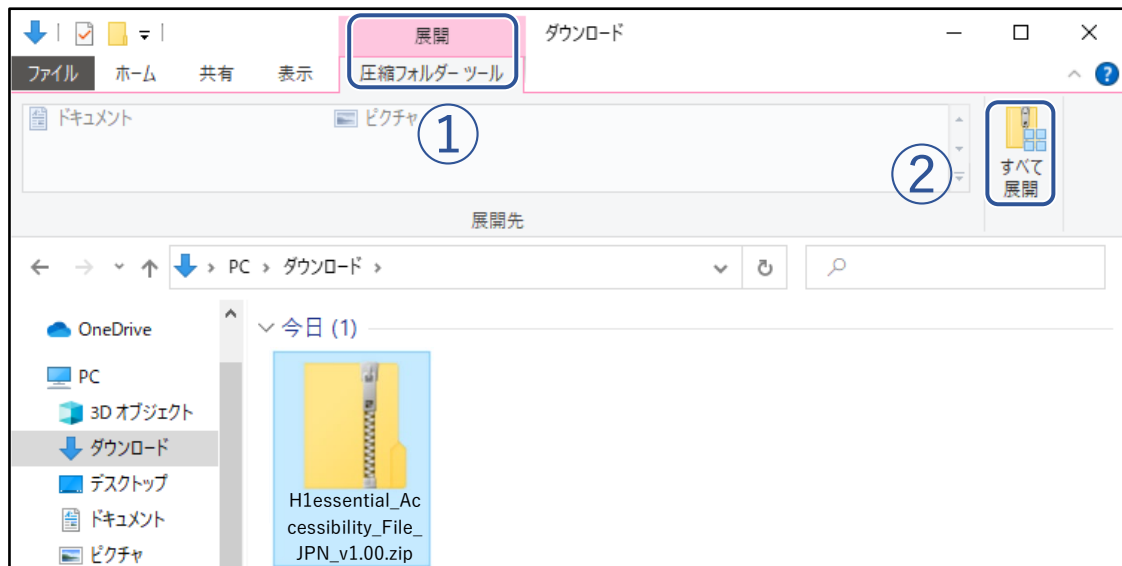 展開
ダウンロード
ファイル ホーム 共有 表示 圧縮フォルダー ツール
ドキュメント ピクチャ
①
②
すべて
展開
展開先
PC › ダウンロード ›
OneDrive
PC
3D オブジェクト
ダウンロード
デスクトップ
ドキュメント
ピクチャ
今日 (1)
H1essential_Ac
cessibility_File_
JPN_v1.00.zip